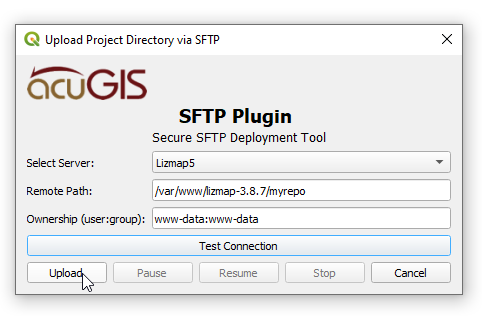 Upload Project Directory via SFTP
acuGIS
SFTP Plugin
Secure SFTP Deployment Tool
Select Server: Lizmap5
Remote Path: /var/www/lizmap-3.8.7/myrepo
Ownership (user:group): www-data:www-data
Test Connection
Upload Pause Resume Stop Cancel